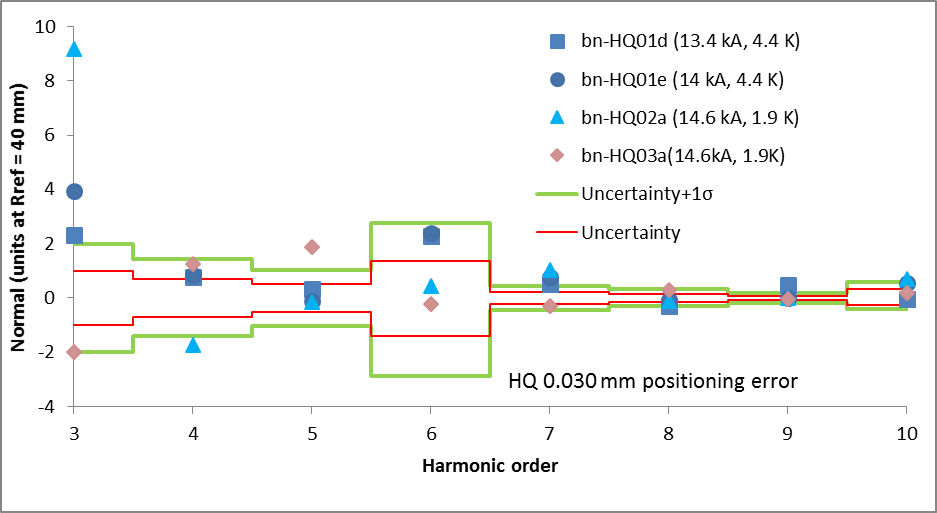 10
8
6
4
2
0
-2
-4
Normal (units at Rref = 40 mm)
bn-HQ01d (13.4 kA, 4.4 K)
bn-HQ01e (14 kA, 4.4 K)
bn-HQ02a (14.6 kA, 1.9 K)
bn-HQ03a(14.6kA, 1.9K)
Uncertainty+1σ
Uncertainty
HQ 0.030 mm positioning error
3 4 5 6 7 8 9 10
Harmonic order